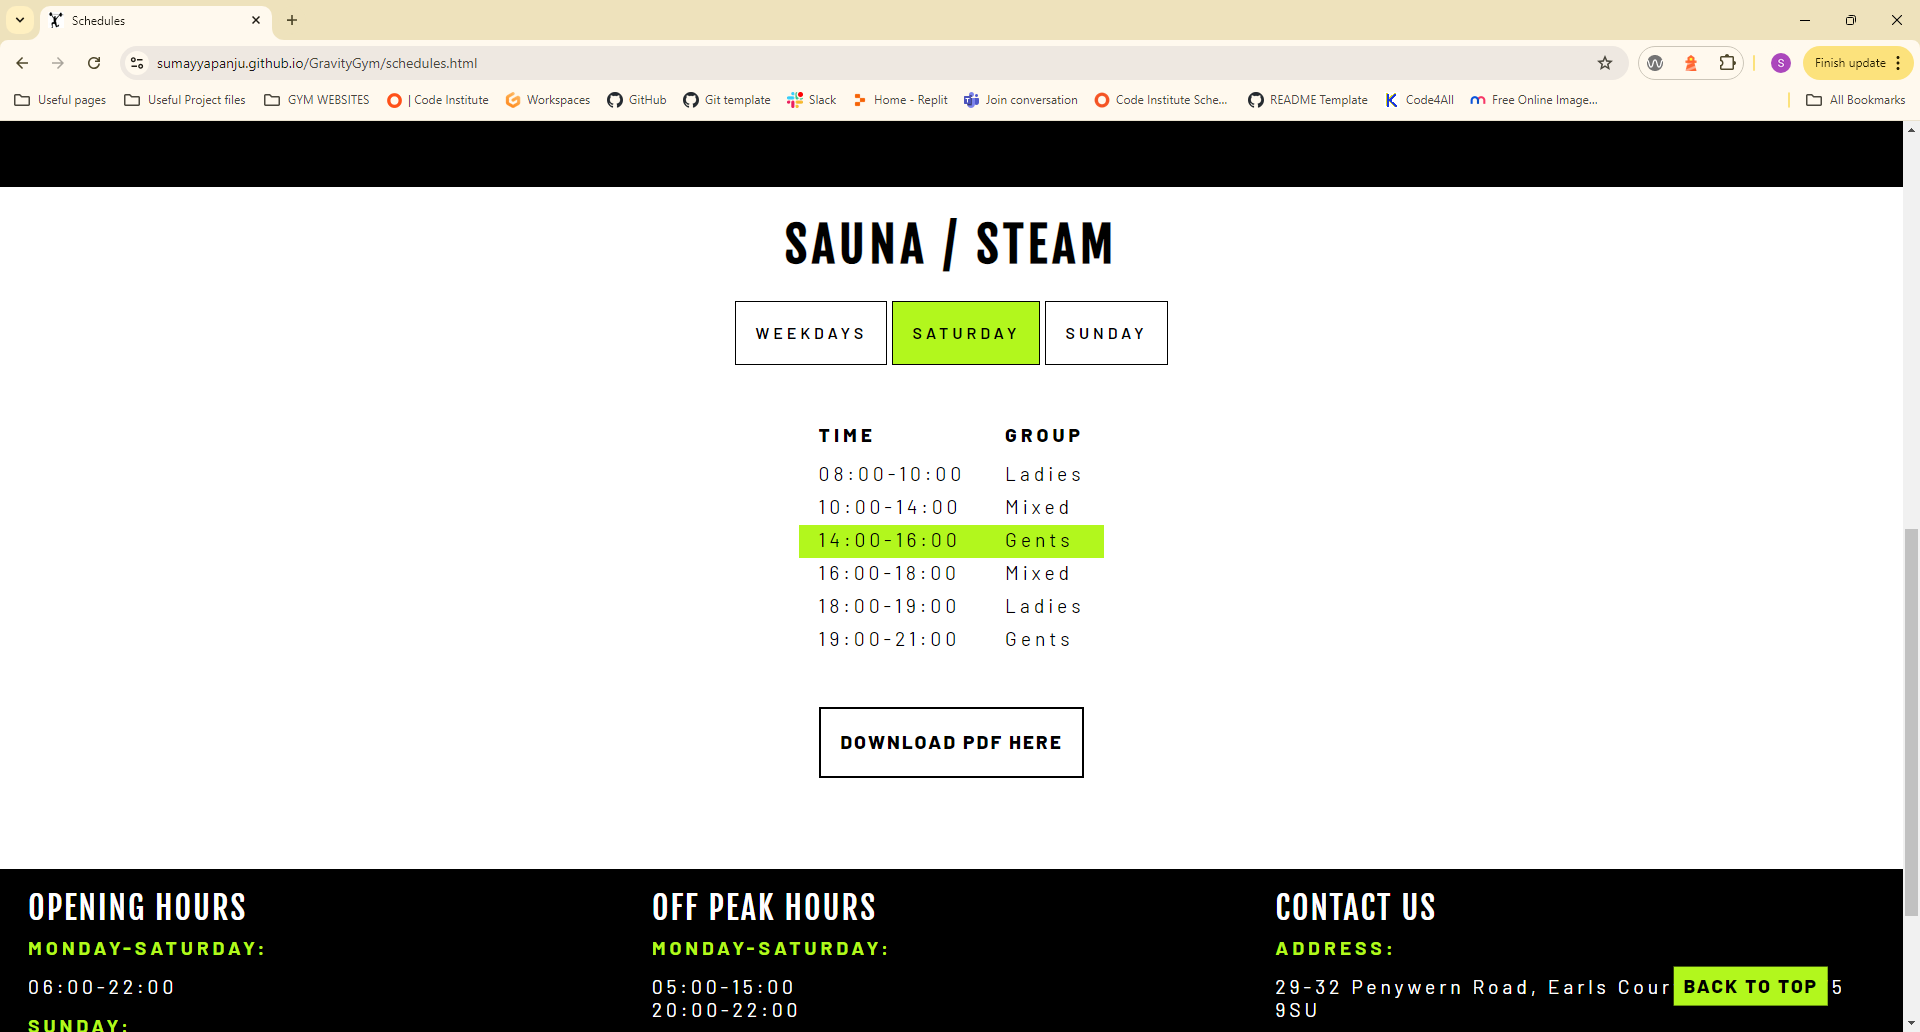 Schedules
sumayyapanju.github.io/GravityGym/schedules.html
S
Finish update
Useful pages
Useful Project files
GYM WEBSITES
| Code Institute
Workspaces
GitHub
Git template
Slack
Home - Replit
Join conversation
Code Institute Sche...
README Template
Code4All
Free Online Image...
All Bookmarks
SAUNA / STEAM
WEEKDAYS
SATURDAY
SUNDAY
TIME GROUP
08:00-10:00 Ladies
10:00-14:00 Mixed
14:00-16:00 Gents
16:00-18:00 Mixed
18:00-19:00 Ladies
19:00-21:00 Gents
DOWNLOAD PDF HERE
OPENING HOURS
MONDAY-SATURDAY:
06:00-22:00
SUNDAY:
OFF PEAK HOURS
MONDAY-SATURDAY:
05:00-15:00
20:00-22:00
CONTACT US
ADDRESS:
29-32 Penywern Road, Earls Cour 5
9SU
BACK TO TOP